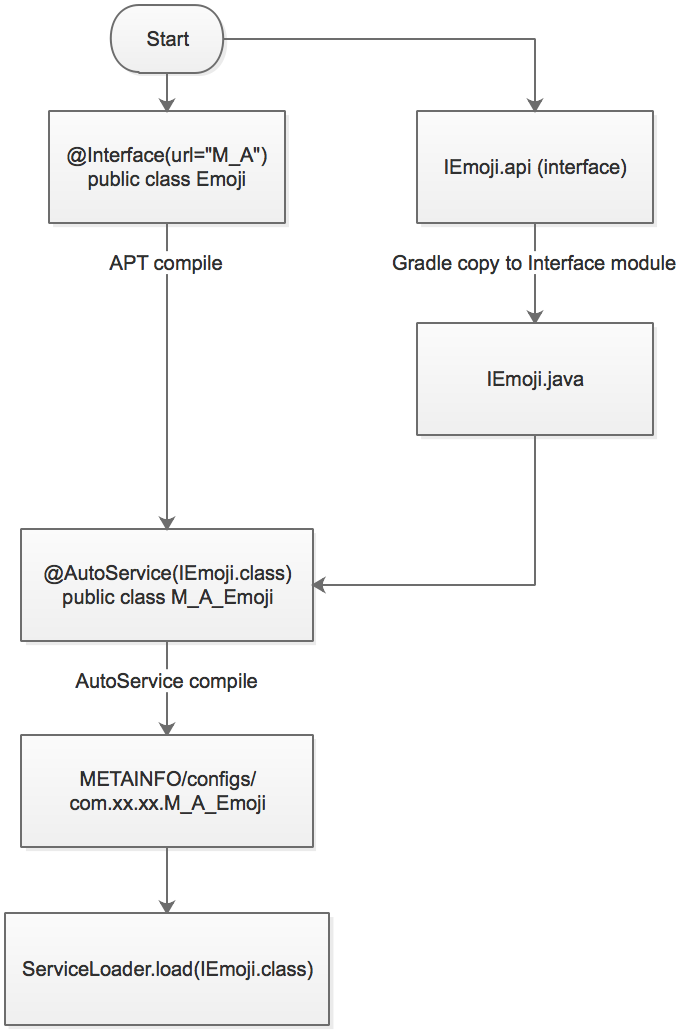 Start
@Interface(url="M_A")
public class Emoji
IEmoji.api (interface)
APT compile
Gradle copy to Interface module
IEmoji.java
@AutoService(IEmoji.class)
public class M_A_Emoji
AutoService compile
METAINFO/configs/
com.xx.xx.M_A_Emoji
ServiceLoader.load(IEmoji.class)